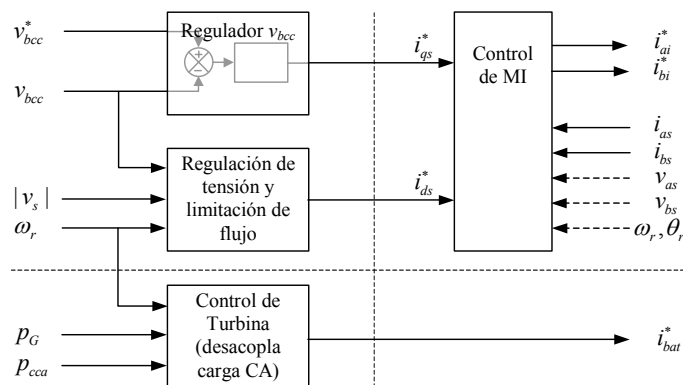 v*bcc
Regulador vbcc
i*qs
Control
de MI
i*ai
i*bi
vbcc
ias
ibs
Regulación de
tensión y
limitación de
flujo
i*ds
vas
|vs|
vbs
ωr
ωr,θr
Control de
Turbina
(desacopla
carga CA)
pG
i*bat
pcca